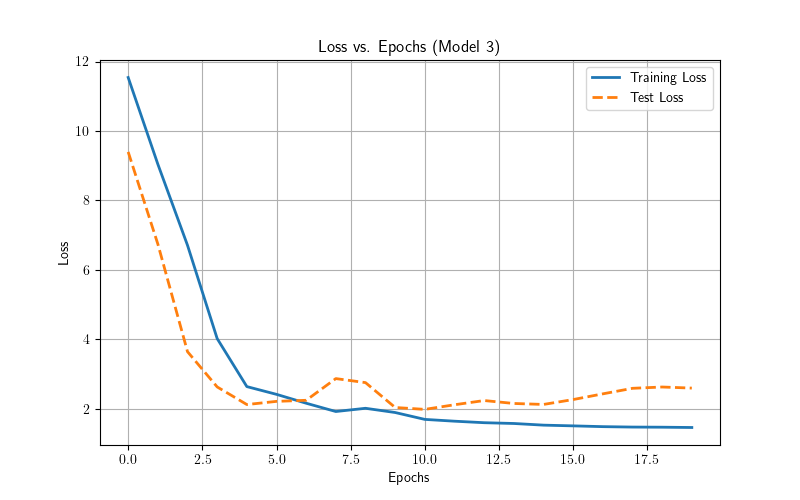 Loss vs. Epochs (Model 3)
Training Loss
Test Loss
12
10
8
6
4
2
Loss
0.0 2.5 5.0 7.5 10.0 12.5 15.0 17.5
Epochs